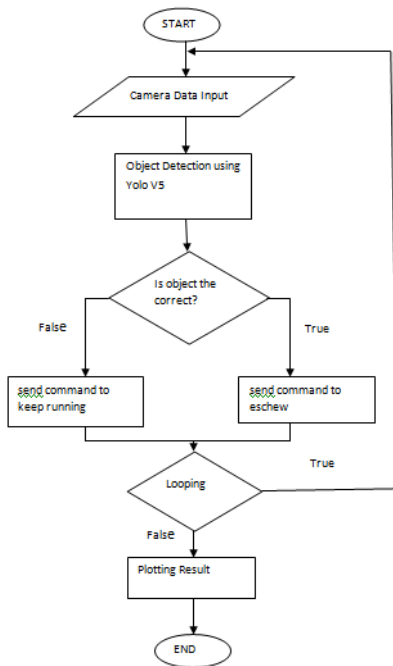 START
Camera Data Input
Object Detection using
Yolo V5
Is object the
correct?
False
True
send command to
keep running
send command to
eschew
Looping
True
False
Plotting Result
END